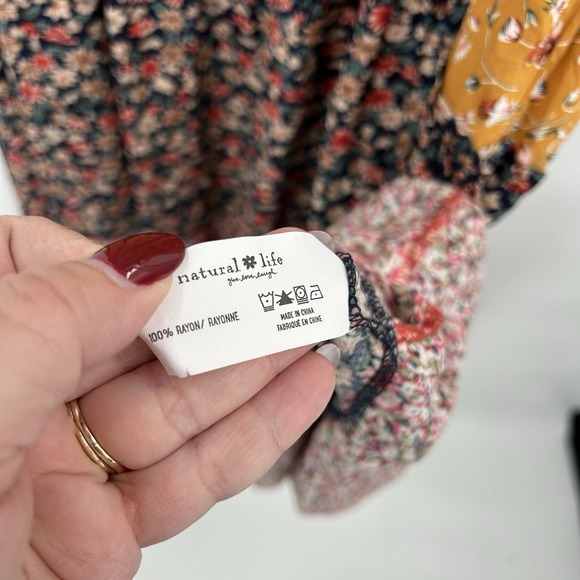 natural life
give. love. laugh.
100% RAYON/ RAYONNE
MADE IN CHINA
FABRIQUÉ EN CHINE